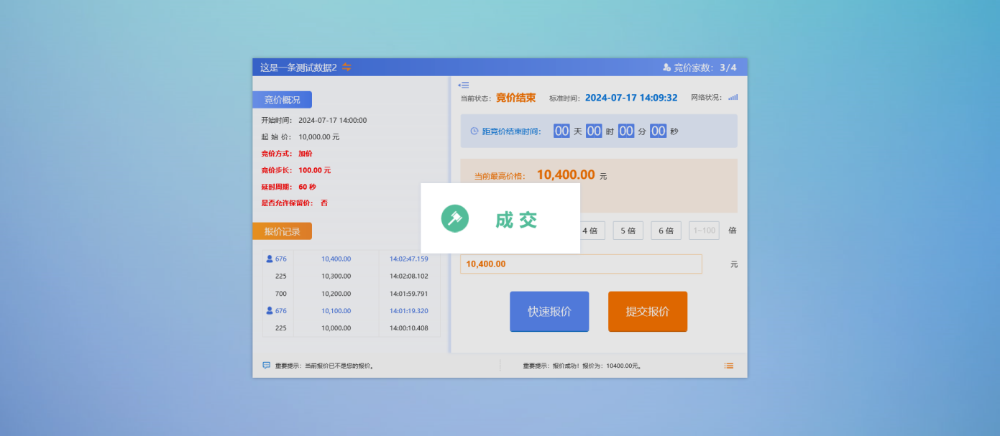 这是一条测试数据2
竞价家数: 3/4
竞价概况
开始时间: 2024-07-17 14:00:00
起 始 价: 10,000.00 元
竞价方式: 加价
竞价步长: 100.00 元
延时周期: 60 秒
是否允许保留价: 否
报价记录
676 10,400.00 14:02:47.159
225 10,300.00 14:02:08.102
700 10,200.00 14:01:59.791
676 10,100.00 14:01:19.320
225 10,000.00 14:00:10.408
当前状态: 竞价结束 标准时间: 2024-07-17 14:09:32 网络状况:
距竞价结束时间: 00 天 00 时 00 分 00 秒
当前最高价格: 10,400.00 元
成交
4 倍 5 倍 6 倍 1~100 倍
10,400.00 元
快速报价 提交报价
重要提示: 当前报价已不是您的报价。
重要提示: 报价成功! 报价为: 10400.00元。